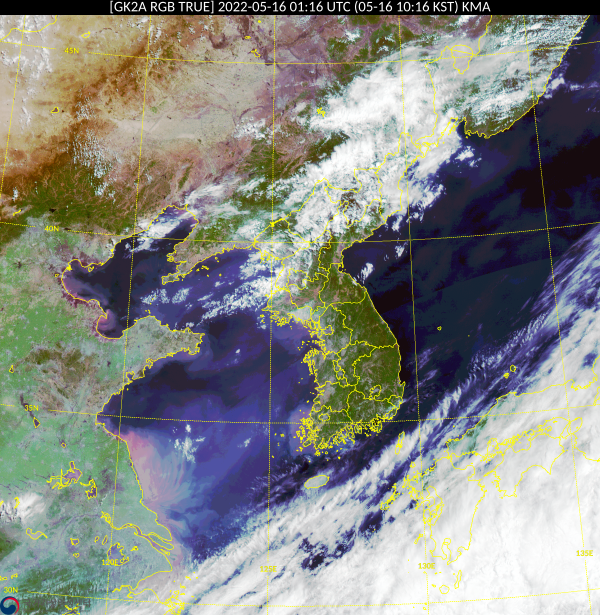 [GK2A RGB TRUE] 2022-05-16 01:16 UTC (05-16 10:16 KST) KMA
45N
40N
35N
120E
125E
130E
135E
30N